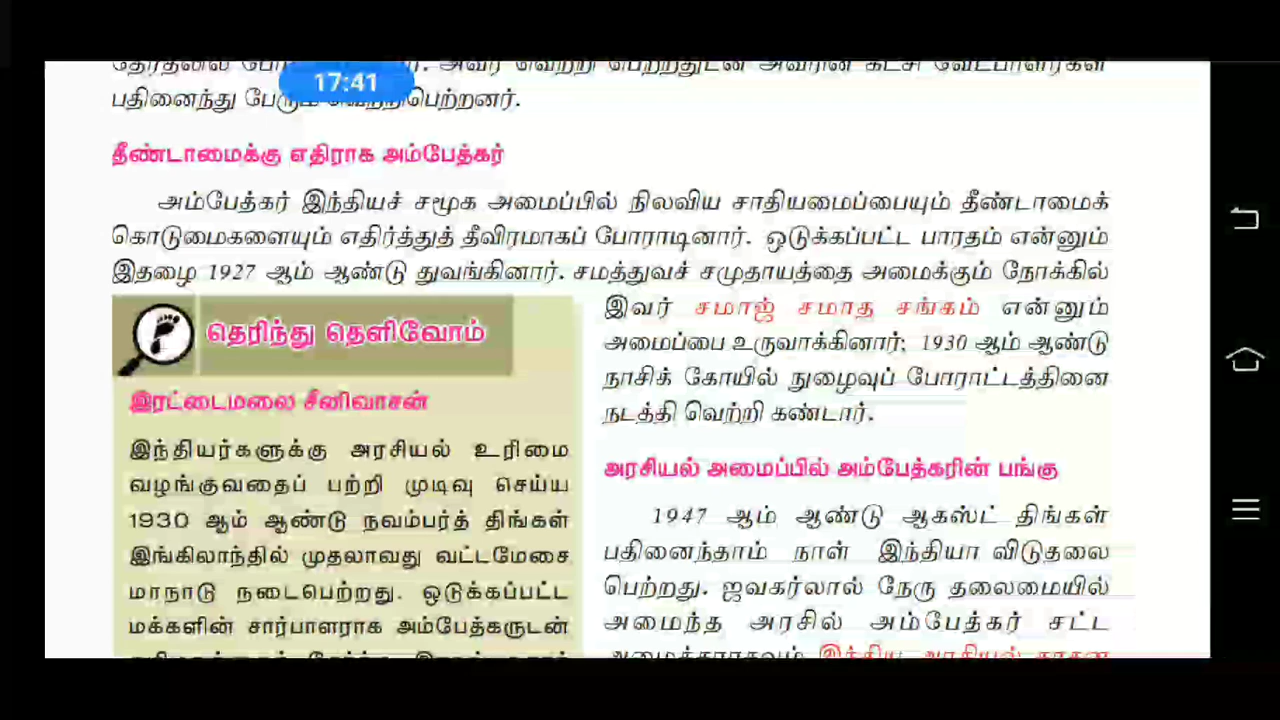 17:41
பதினைந்து பேரும் வெற்றிபெற்றனர்.
தீண்டாமைக்கு எதிராக அம்பேத்கர்
அம்பேத்கர் இந்தியச் சமூக அமைப்பில் நிலவிய சாதியமைப்பையும் தீண்டாமைக்
கொடுமைகளையும் எதிர்த்துத் தீவிரமாகப் போராடினார். ஒடுக்கப்பட்ட பாரதம் என்னும்
இதழை 1927 ஆம் ஆண்டு துவங்கினார். சமத்துவச் சமுதாயத்தை அமைக்கும் நோக்கில்
இவர் சமாஜ் சமாத சங்கம் என்னும்
அமைப்பை உருவாக்கினார்; 1930 ஆம் ஆண்டு
நாசிக் கோயில் நுழைவுப் போராட்டத்தினை
நடத்தி வெற்றி கண்டார்.
அரசியல் அமைப்பில் அம்பேத்கரின் பங்கு
1947 ஆம் ஆண்டு ஆகஸ்ட் திங்கள்
பதினைந்தாம் நாள் இந்தியா விடுதலை
பெற்றது. ஜவகர்லால் நேரு தலைமையில்
அமைந்த அரசில் அம்பேத்கர் சட்ட
தெரிந்து தெளிவோம்
இரட்டைமலை சீனிவாசன்
இந்தியர்களுக்கு அரசியல் உரிமை
வழங்குவதைப் பற்றி முடிவு செய்ய
1930 ஆம் ஆண்டு நவம்பர்த் திங்கள்
இங்கிலாந்தில் முதலாவது வட்டமேசை
மாநாடு நடைபெற்றது. ஒடுக்கப்பட்ட
மக்களின் சார்பாளராக அம்பேத்கருடன்